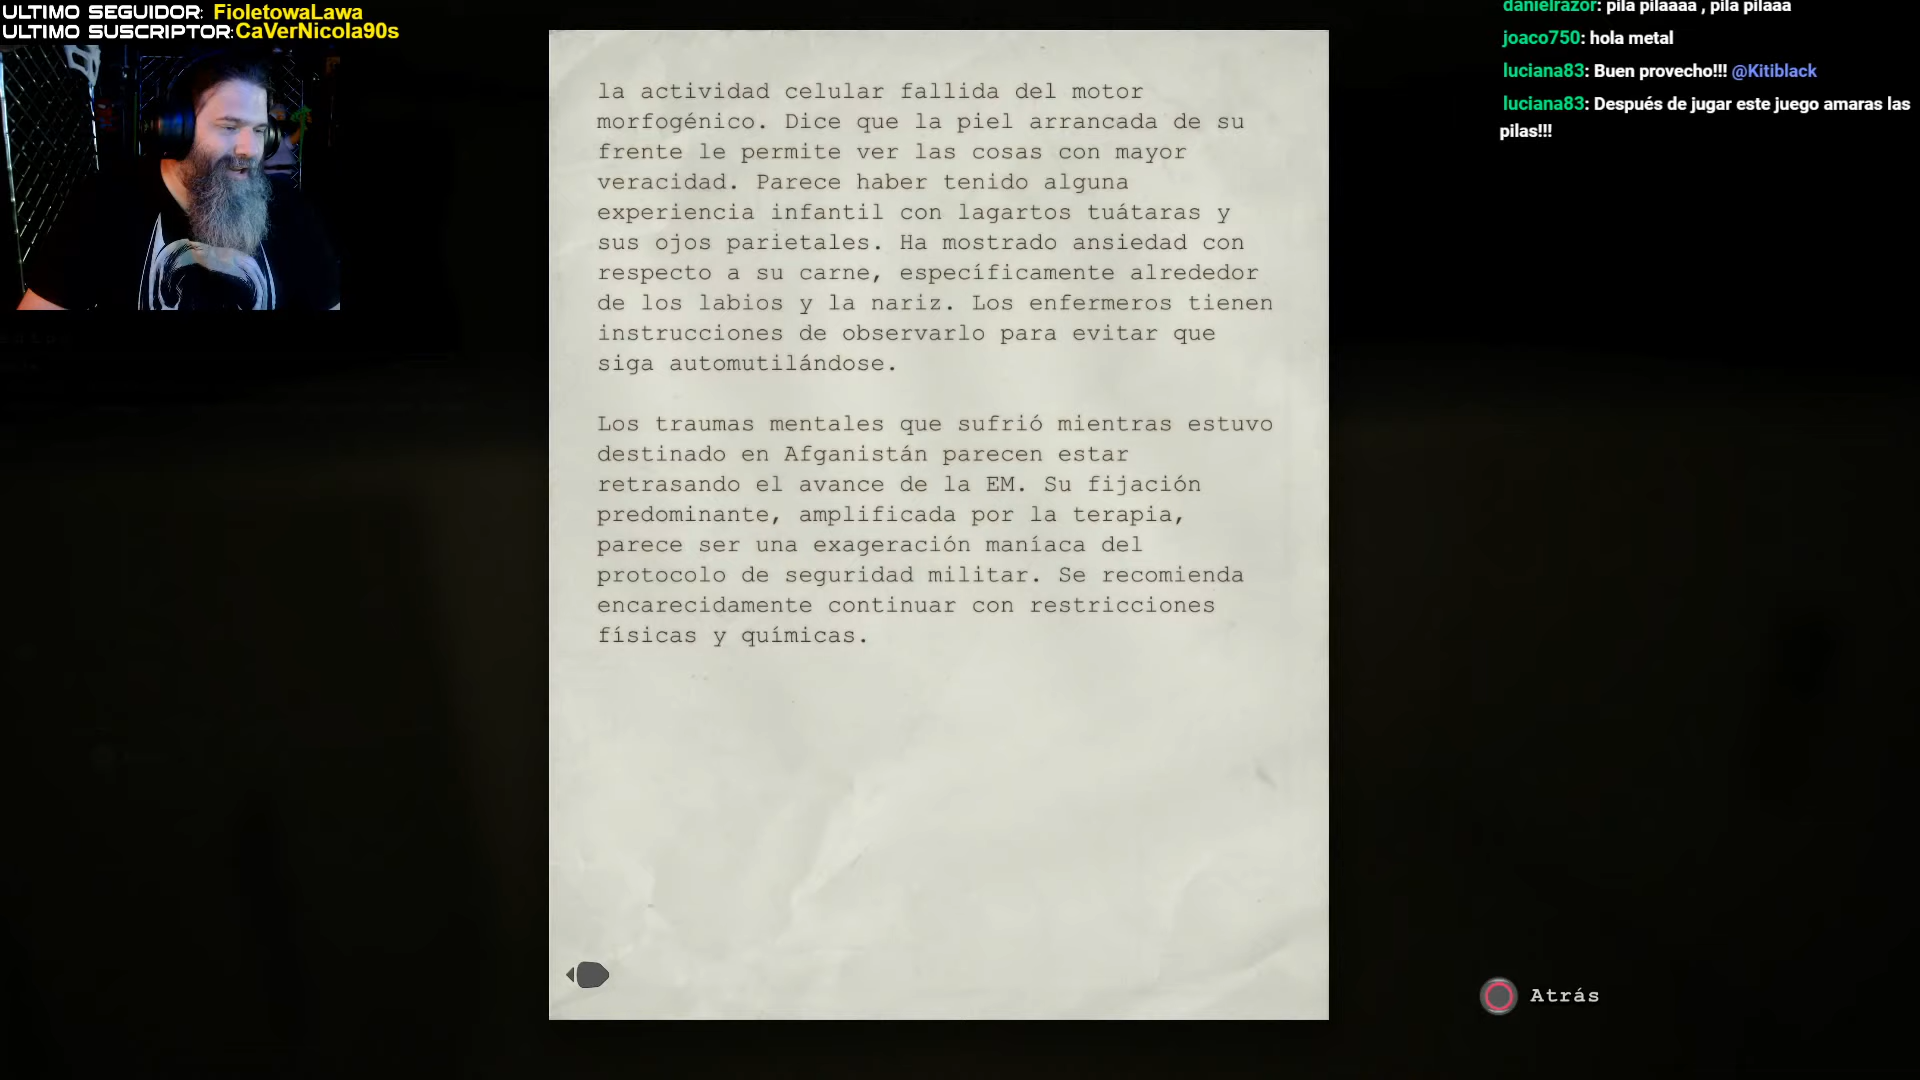 ULTIMO SEGUIDOR: FioletowaLawa
ULTIMO SUSCRIPTOR:CaVerNicola90s
danielrazor: pila pilaaaa , pila pilaaa
joaco750: hola metal
luciana83: Buen provecho!!! @Kitiblack
luciana83: Después de jugar este juego amaras las
pilas!!!
la actividad celular fallida del motor
morfogénico. Dice que la piel arrancada de su
frente le permite ver las cosas con mayor
veracidad. Parece haber tenido alguna
experiencia infantil con lagartos tuátaras y
sus ojos parietales. Ha mostrado ansiedad con
respecto a su carne, específicamente alrededor
de los labios y la nariz. Los enfermeros tienen
instrucciones de observarlo para evitar que
siga automutilándose.
Los traumas mentales que sufrió mientras estuvo
destinado en Afganistán parecen estar
retrasando el avance de la EM. Su fijación
predominante, amplificada por la terapia,
parece ser una exageración maníaca del
protocolo de seguridad militar. Se recomienda
encarecidamente continuar con restricciones
físicas y químicas.
Atrás